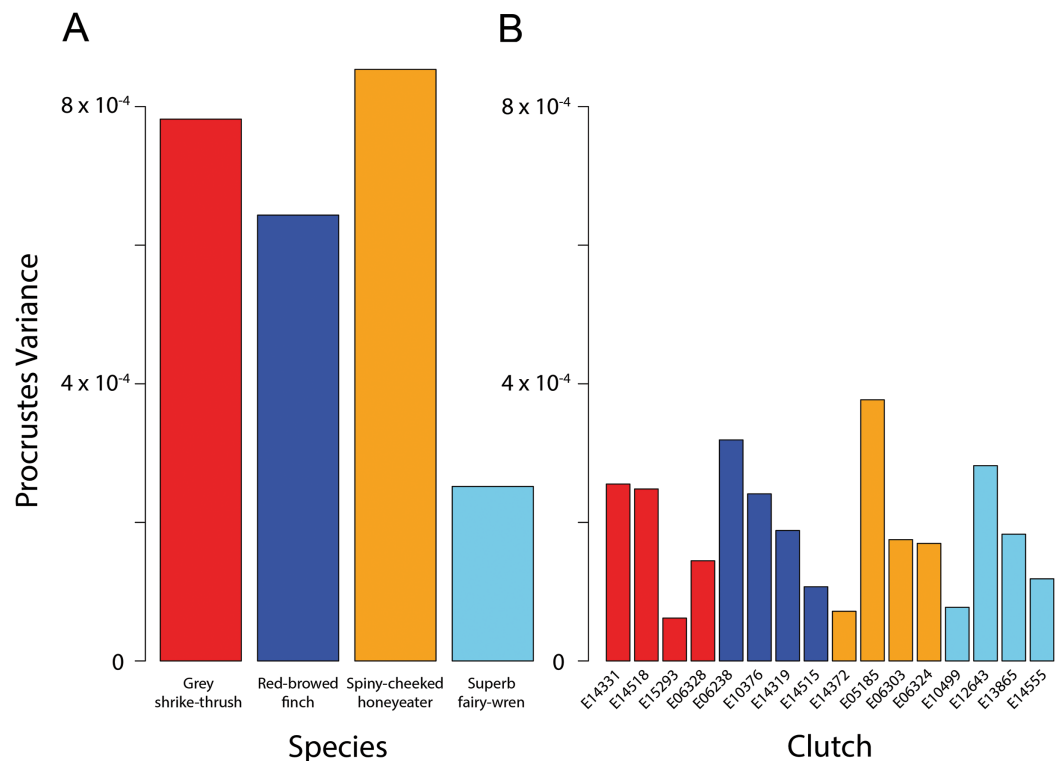 A
B
8 x 10⁻⁴
4 x 10⁻⁴
0
Procrustes Variance
Grey
shrike-thrush
Red-browed
finch
Spiny-cheeked
honeyeater
Superb
fairy-wren
Species
8 x 10⁻⁴
4 x 10⁻⁴
0
E14331
E14518
E15293
E06328
E06238
E10376
E14319
E14515
E14372
E05185
E06303
E06324
E10499
E12643
E13865
E14555
Clutch